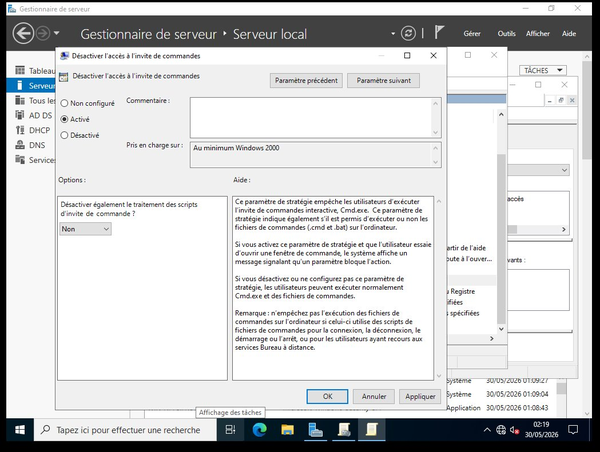 Gestionnaire de serveur
Gestionnaire de serveur ‣ Serveur local
Gérer
Outils
Afficher
Aide
Tableau
Serveu
Tous les
AD DS
DHCP
DNS
Service
TÂCHES
Désactiver l'accès à l'invite de commandes
Désactiver l'accès à l'invite de commandes
Paramètre précédent
Paramètre suivant
Non configuré
Activé
Désactivé
Commentaire :
Pris en charge sur :
Au minimum Windows 2000
Options :
Aide :
Désactiver également le traitement des scripts
d'invite de commande ?
Non
Ce paramètre de stratégie empêche les utilisateurs d'exécuter
l'invite de commandes interactive, Cmd.exe. Ce paramètre de
stratégie indique également s'il est permis d'exécuter ou non les
fichiers de commandes (.cmd et .bat) sur l'ordinateur.
Si vous activez ce paramètre de stratégie et que l'utilisateur essaie
d'ouvrir une fenêtre de commande, le système affiche un
message signalant qu'un paramètre bloque l'action.
Si vous désactivez ou ne configurez pas ce paramètre de
stratégie, les utilisateurs peuvent exécuter normalement
Cmd.exe et des fichiers de commandes.
Remarque : n'empêchez pas l'exécution des fichiers de
commandes sur l'ordinateur si celui-ci utilise des scripts de
fichiers de commandes pour la connexion, la déconnexion, le
démarrage ou l'arrêt, ou pour les utilisateurs ayant recours aux
services Bureau à distance.
OK
Annuler
Appliquer
accès
partir de l'aide
oute à l'ouver...
vants :
u Registre
ifiées
s spécifiées
Système 30/05/2026 01:09:27
Système 30/05/2026 01:09:04
Application 30/05/2026 01:08:43
Affichage des tâches
Tapez ici pour effectuer une recherche
02:19
30/05/2026